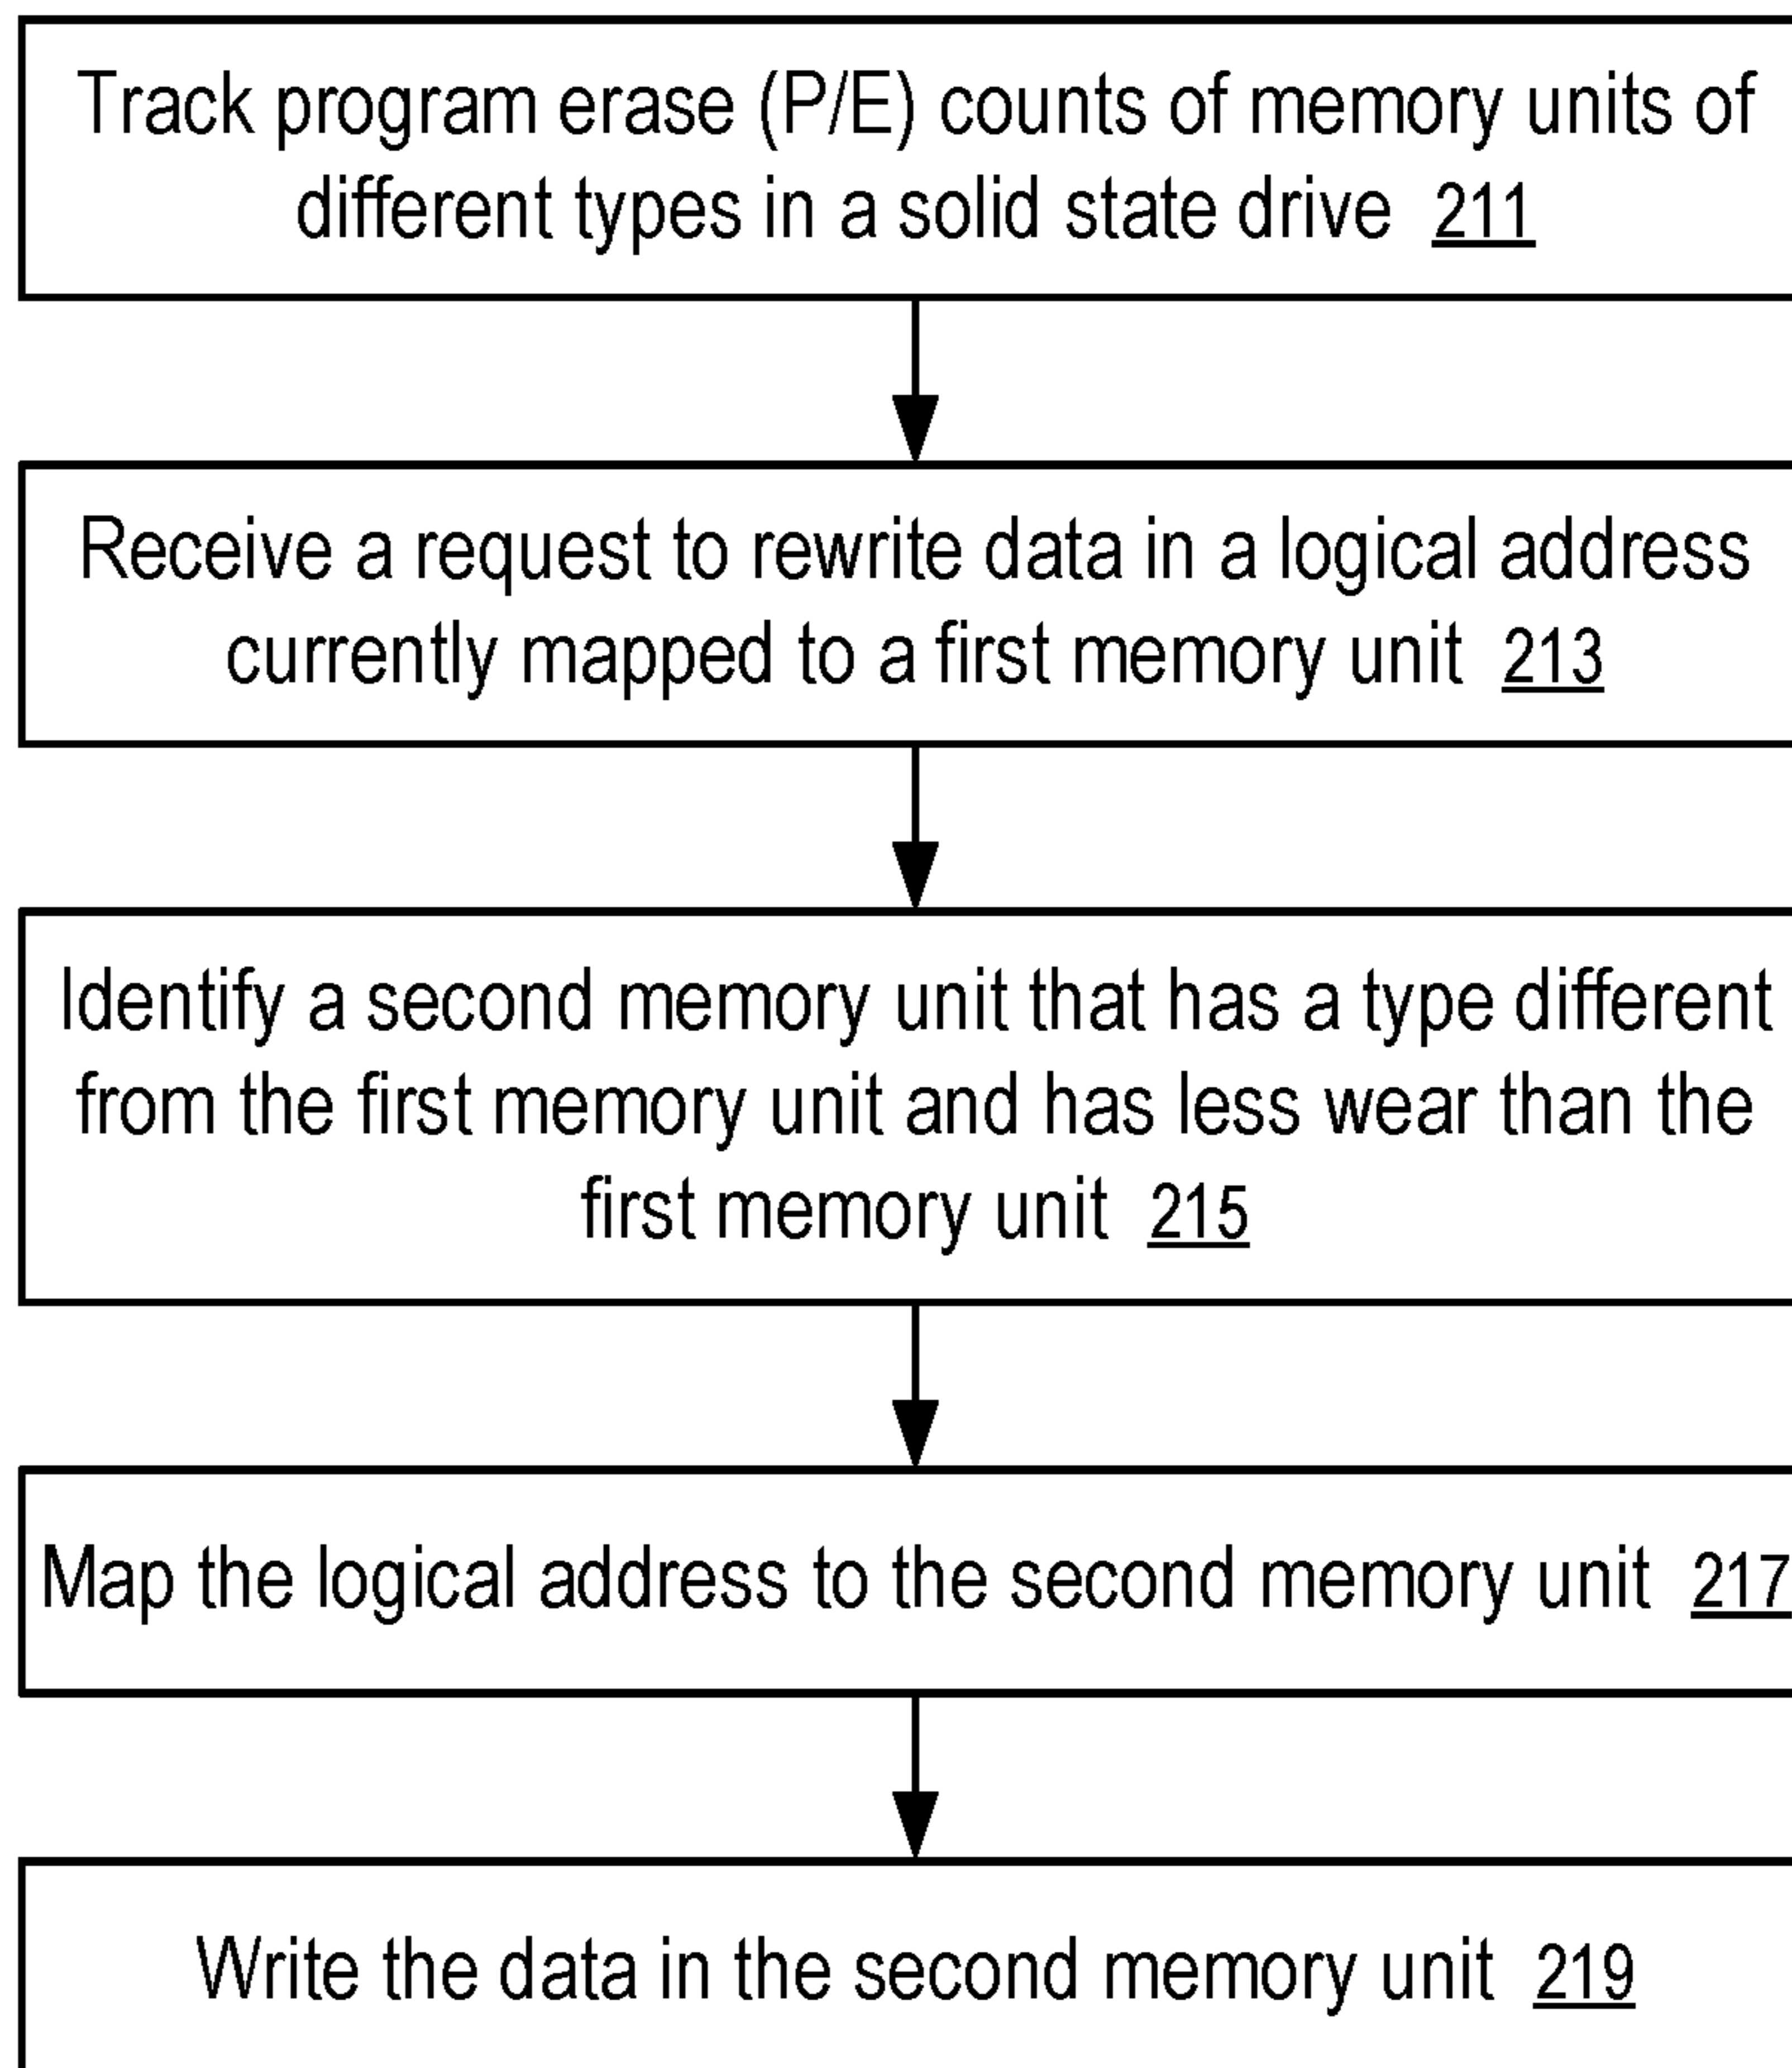 Track program erase (P/E) counts of memory units of
different types in a solid state drive 211
Receive a request to rewrite data in a logical address
currently mapped to a first memory unit 213
Identify a second memory unit that has a type different
from the first memory unit and has less wear than the
first memory unit 215
Map the logical address to the second memory unit 217
Write the data in the second memory unit 219